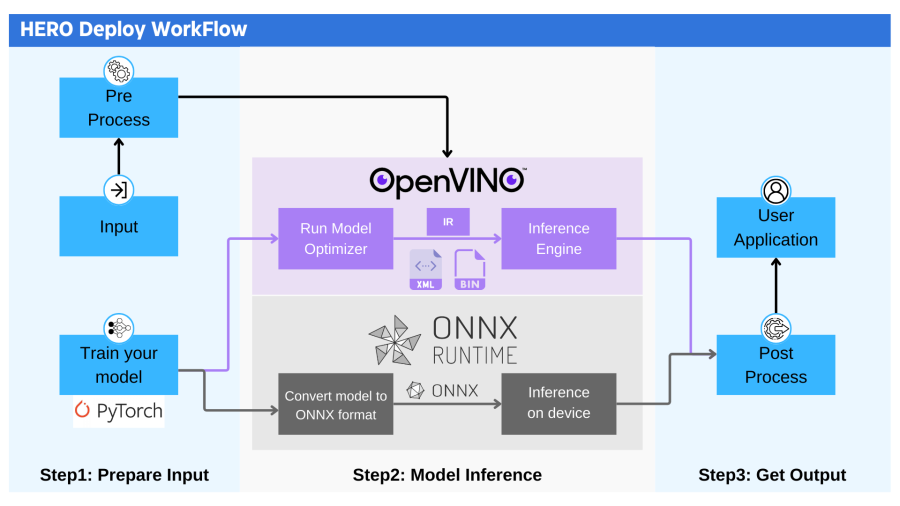 HERO Deploy WorkFlow
Pre
Process
Input
Train your
model
PyTorch
Step1: Prepare Input
OpenVINO™
Run Model
Optimizer
IR
XML
BIN
Inference
Engine
ONNX
RUNTIME
Convert model to
ONNX format
ONNX
Inference
on device
Step2: Model Inference
User
Application
Post
Process
Step3: Get Output